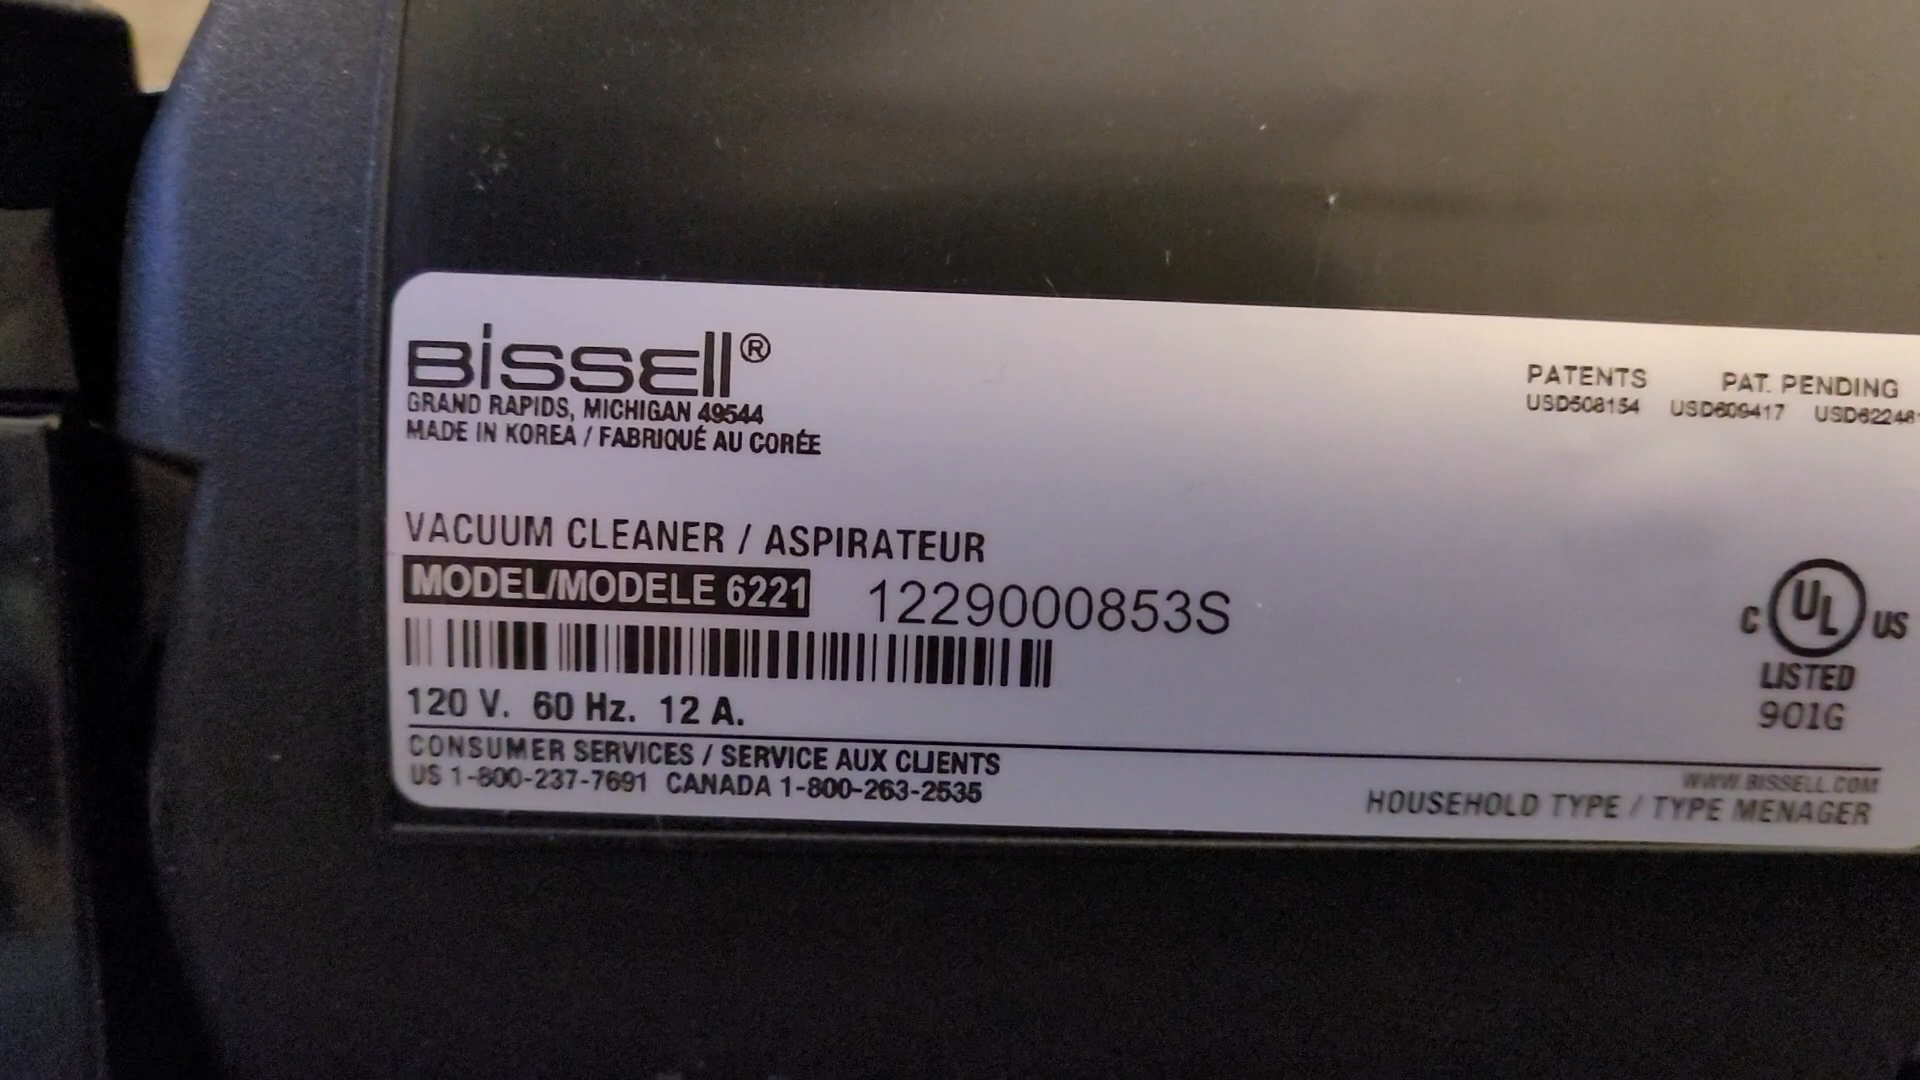 BISSELL®
GRAND RAPIDS, MICHIGAN 49544
MADE IN KOREA / FABRIQUÉ AU CORÉE
PATENTS PAT. PENDING
USD508154 USD609417
VACUUM CLEANER / ASPIRATEUR
MODEL/MODELE 6221 1229000853S
120 V. 60 Hz. 12 A.
C UL US
LISTED
901G
CONSUMER SERVICES / SERVICE AUX CLIENTS
US 1-800-237-7691 CANADA 1-800-263-2535
WWW.BISSELL.COM
HOUSEHOLD TYPE / TYPE MENAGER